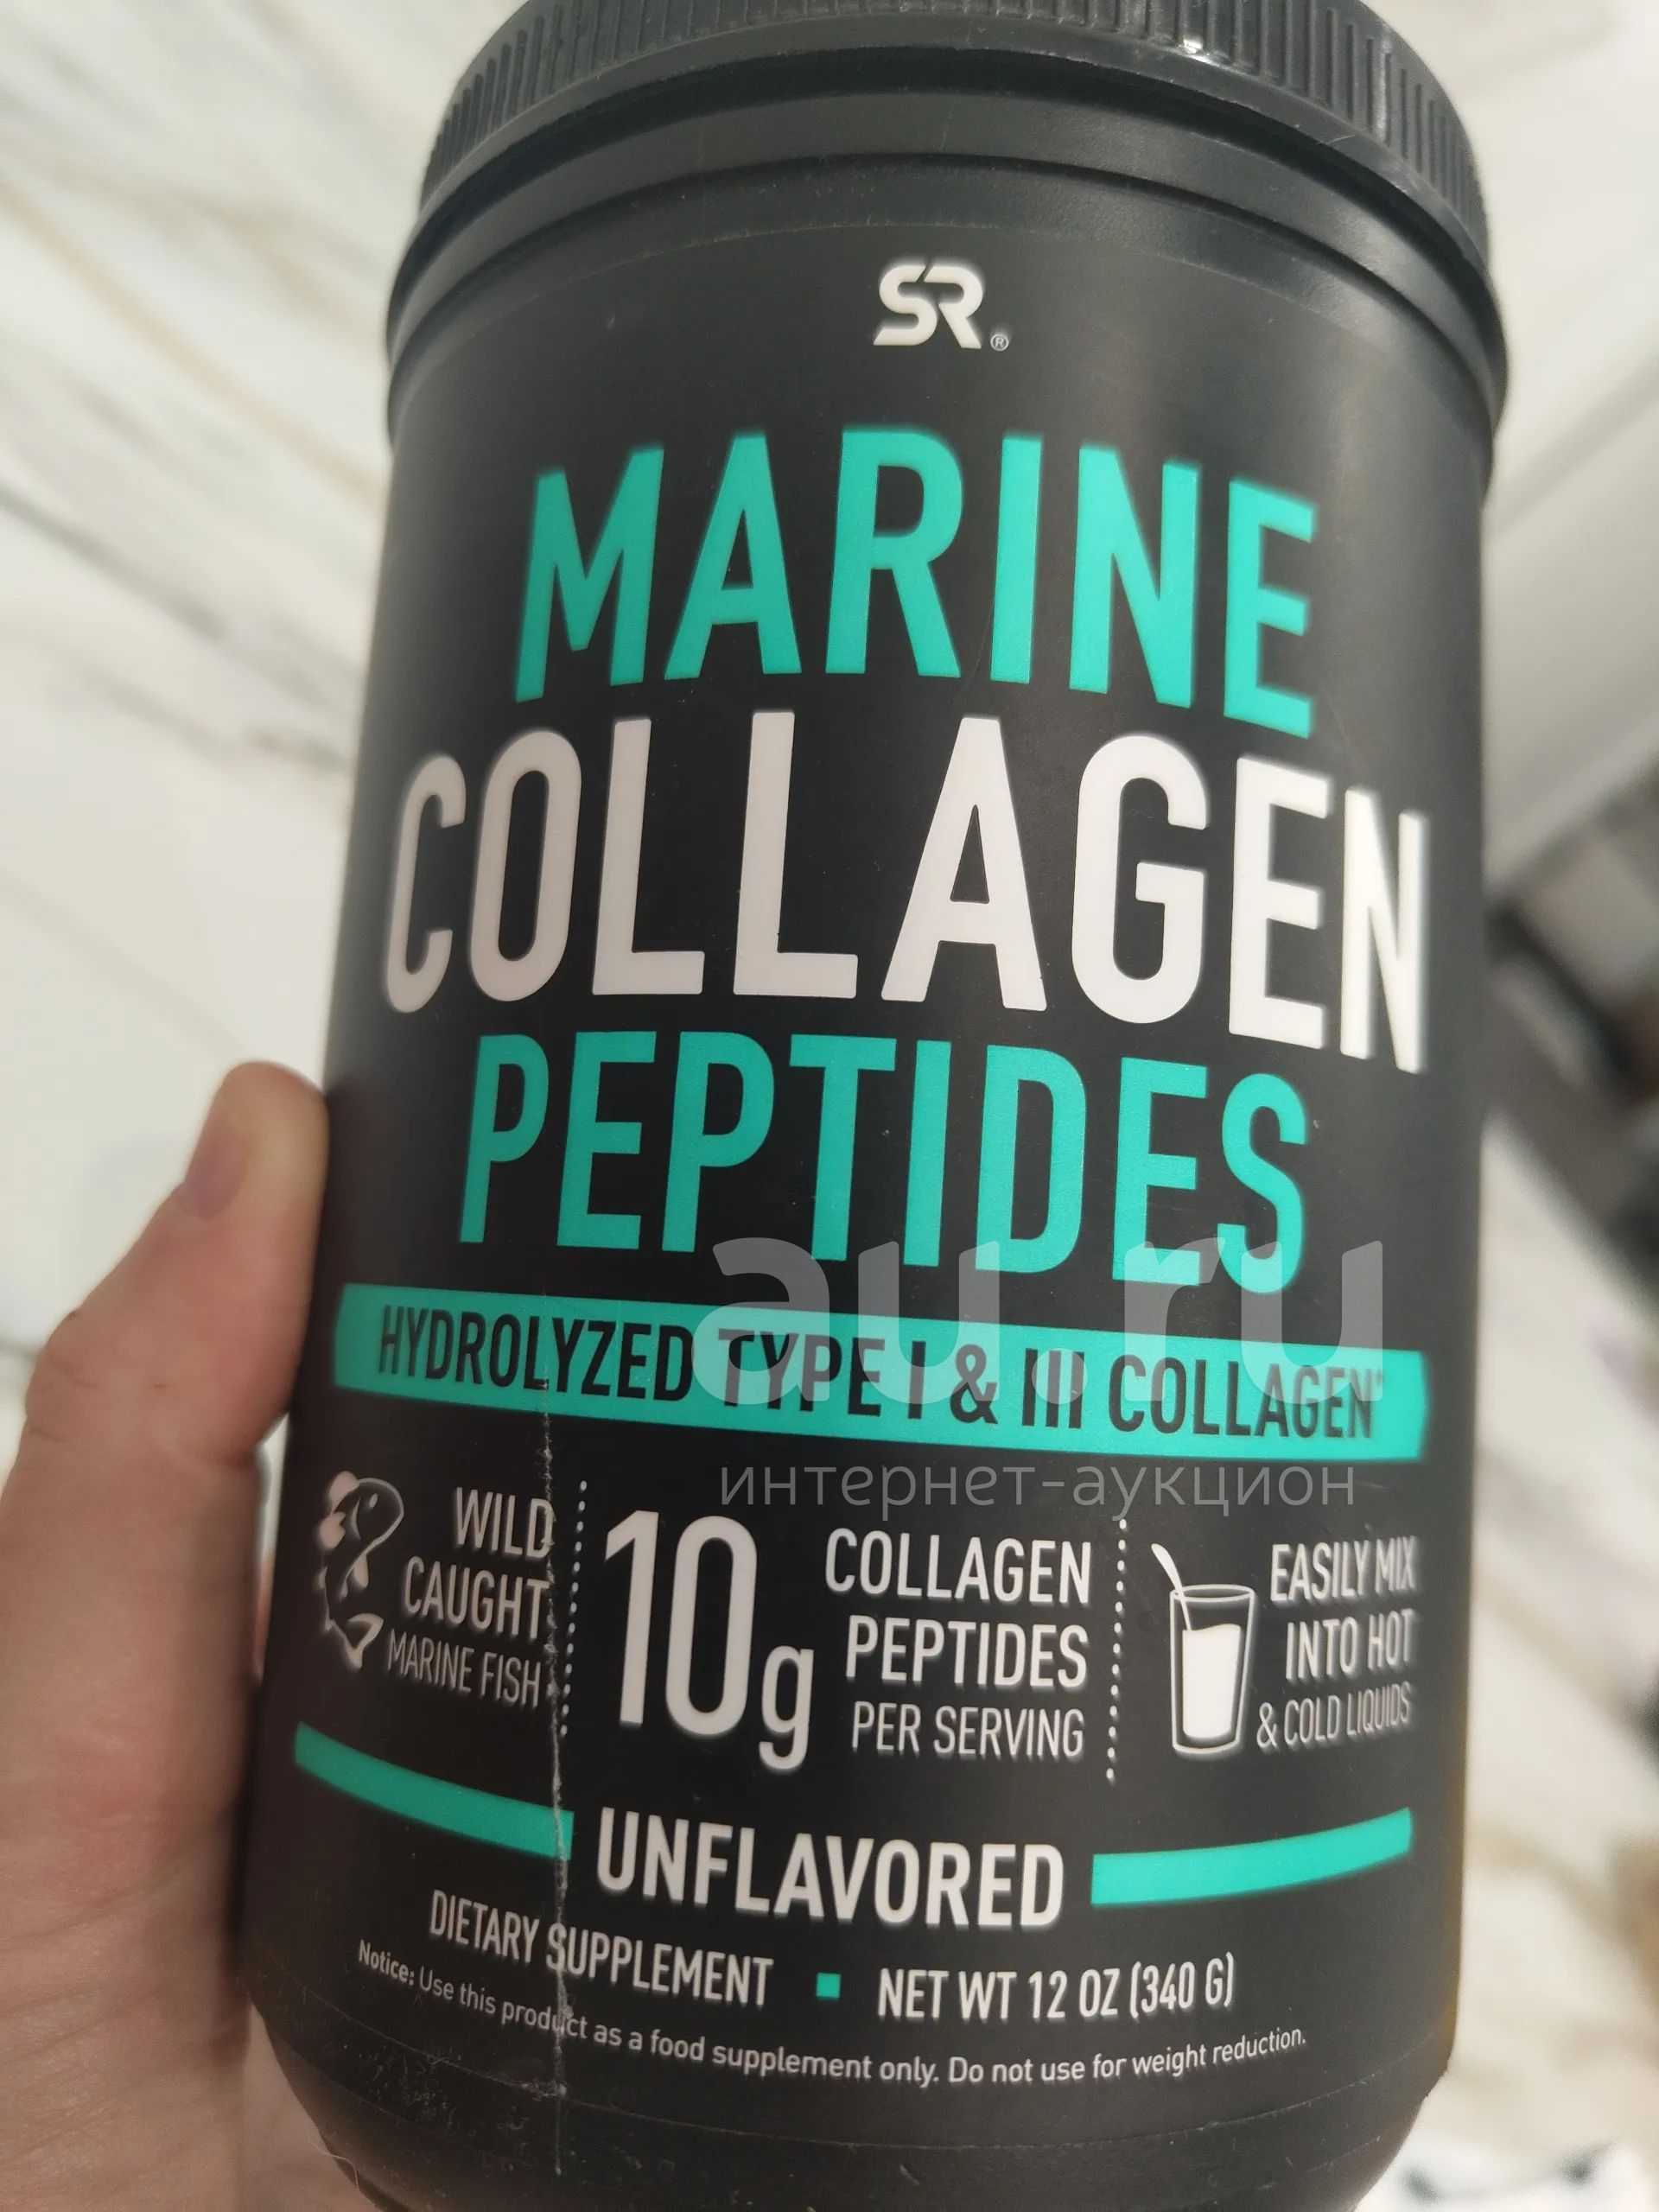 SR®
MARINE
COLLAGEN
PEPTIDES
HYDROLYZED TYPE I & III COLLAGEN*
WILD
CAUGHT
MARINE FISH
10g
COLLAGEN
PEPTIDES
PER SERVING
EASILY MIX
INTO HOT
& COLD LIQUIDS
UNFLAVORED
DIETARY SUPPLEMENT ▪ NET WT 12 OZ (340 G)
Notice: Use this product as a food supplement only. Do not use for weight reduction.
au.ru
интернет-аукцион